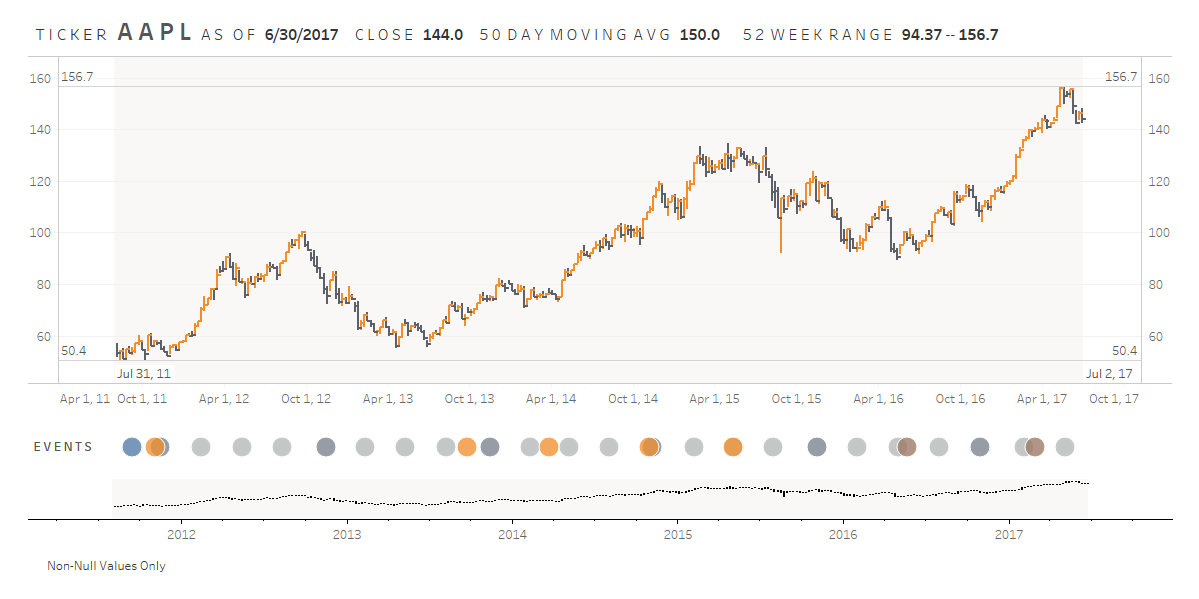 TICKER AAPL AS OF 6/30/2017 CLOSE 144.0 50 DAY MOVING AVG 150.0 52 WEEK RANGE 94.37 -- 156.7
160 156.7 156.7 160
140 140
120 120
100 100
80 80
60 60
50.4 50.4
Jul 31, 11 Jul 2, 17
Apr 1, 11 Oct 1, 11 Apr 1, 12 Oct 1, 12 Apr 1, 13 Oct 1, 13 Apr 1, 14 Oct 1, 14 Apr 1, 15 Oct 1, 15 Apr 1, 16 Oct 1, 16 Apr 1, 17 Oct 1, 17
EVENTS
2012 2013 2014 2015 2016 2017
Non-Null Values Only